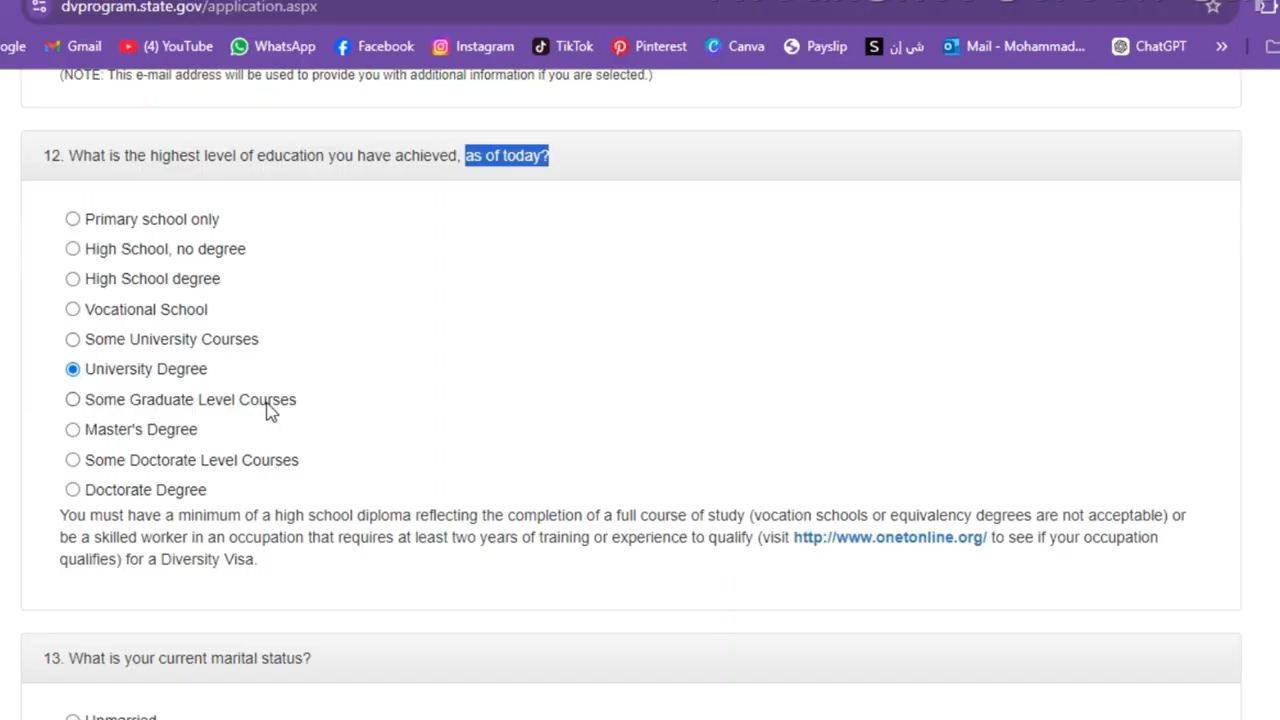 dvprogram.state.gov/application.aspx
ogle Gmail (4) YouTube WhatsApp Facebook Instagram TikTok Pinterest Canva Payslip S شي إن Mail - Mohammad... ChatGPT »
(NOTE: This e-mail address will be used to provide you with additional information if you are selected.)
12. What is the highest level of education you have achieved, as of today?
Primary school only
High School, no degree
High School degree
Vocational School
Some University Courses
University Degree
Some Graduate Level Courses
Master's Degree
Some Doctorate Level Courses
Doctorate Degree
You must have a minimum of a high school diploma reflecting the completion of a full course of study (vocation schools or equivalency degrees are not acceptable) or
be a skilled worker in an occupation that requires at least two years of training or experience to qualify (visit http://www.onetonline.org/ to see if your occupation
qualifies) for a Diversity Visa.
13. What is your current marital status?
Unmarried